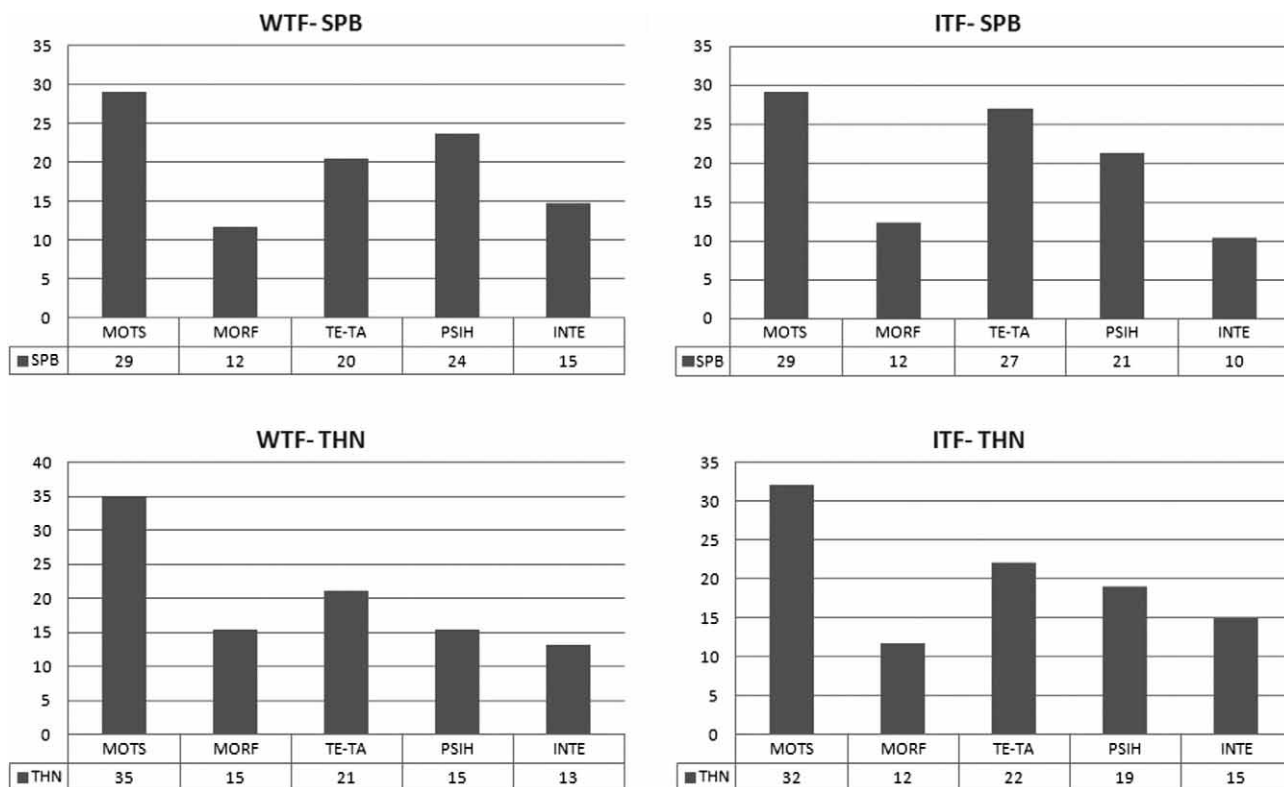 WTF- SPB
35
30
25
20
15
10
5
0
MOTS MORF TE-TA PSIH INTE
SPB 29 12 20 24 15
ITF- SPB
35
30
25
20
15
10
5
0
MOTS MORF TE-TA PSIH INTE
SPB 29 12 27 21 10
WTF- THN
40
35
30
25
20
15
10
5
0
MOTS MORF TE-TA PSIH INTE
THN 35 15 21 15 13
ITF- THN
35
30
25
20
15
10
5
0
MOTS MORF TE-TA PSIH INTE
THN 32 12 22 19 15